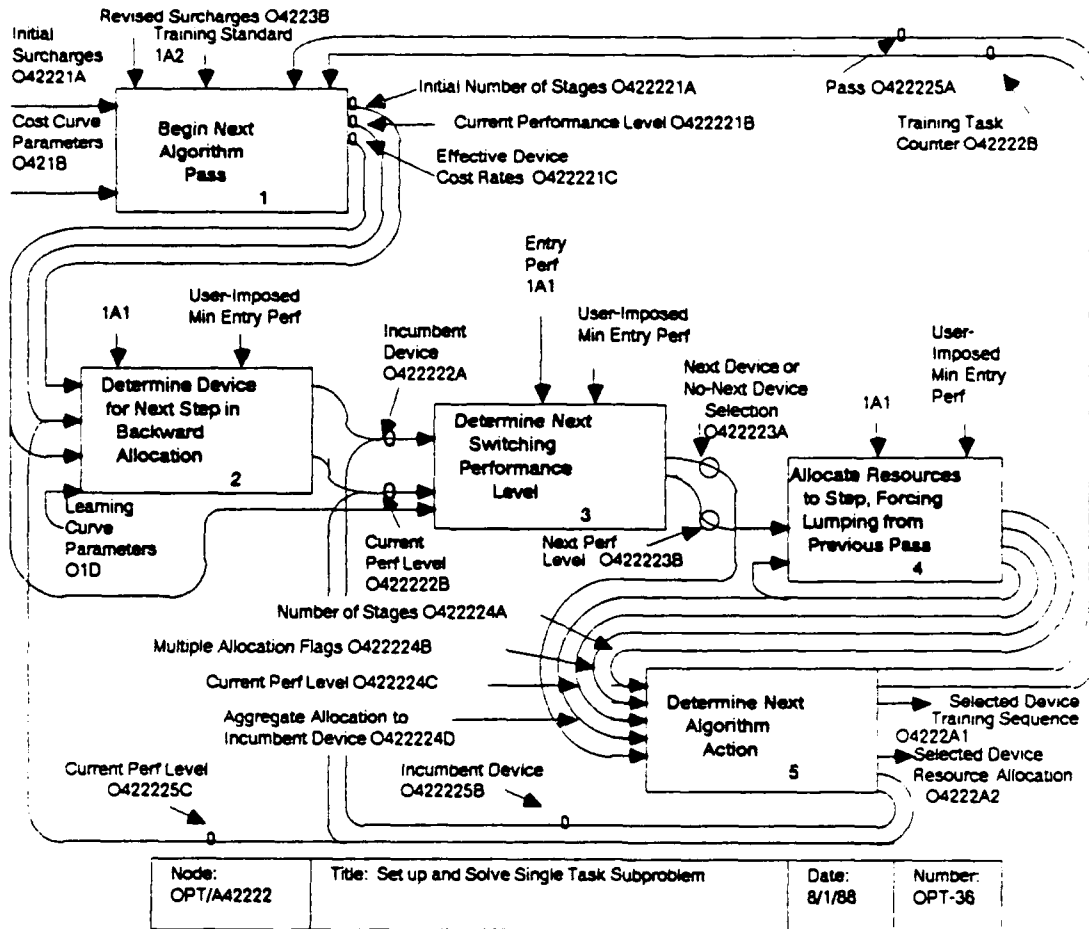 Revised Surcharges O4223B
Initial
Surcharges
O42221A
Training Standard
1A2
Cost Curve
Parameters
O421B
Begin Next
Algorithm
Pass
1
Initial Number of Stages O422221A
Current Performance Level O422221B
Effective Device
Cost Rates O422221C
Pass O422225A
Training Task
Counter O42222B
1A1
User-Imposed
Min Entry Perf
Determine Device
for Next Step in
Backward
Allocation
2
Learning
Curve
Parameters
O1D
Incumbent
Device
O422222A
Current
Perf Level
O422222B
Entry
Perf
1A1
User-Imposed
Min Entry Perf
Determine Next
Switching
Performance
Level
3
Next Device or
No-Next Device
Selection
O422223A
Next Perf
Level O422223B
1A1
User-
Imposed
Min Entry
Perf
Allocate Resources
to Step, Forcing
Lumping from
Previous Pass
4
Number of Stages O422224A
Multiple Allocation Flags O422224B
Current Perf Level O422224C
Aggregate Allocation to
Incumbent Device O422224D
Determine Next
Algorithm
Action
5
Selected Device
Training Sequence
O4222A1
Selected Device
Resource Allocation
O4222A2
Current Perf Level
O422225C
Incumbent Device
O422225B
Node:
OPT/A42222
Title: Set up and Solve Single Task Subproblem
Date:
8/1/88
Number:
OPT-36